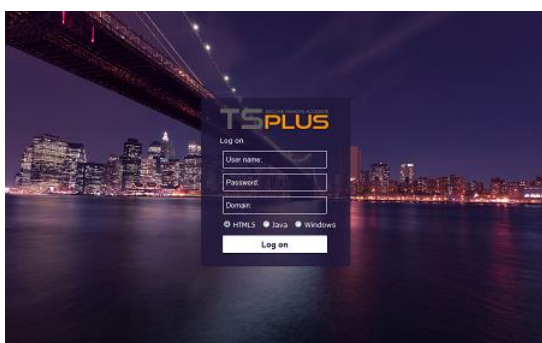 TSPLUS
Log on
User name:
Password:
Domain:
HTML5 Java Windows
Log on